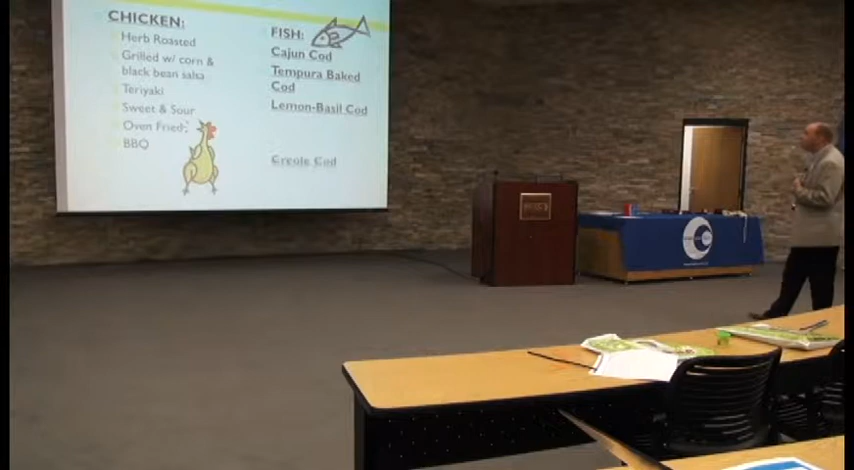 CHICKEN:
Herb Roasted
Grilled w/ corn &
black bean salsa
Teriyaki
Sweet & Sour
Oven Fried
BBQ
FISH:
Cajun Cod
Tempura Baked
Cod
Lemon-Basil Cod
Creole Cod